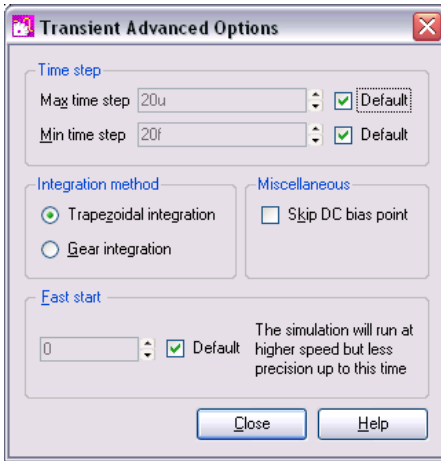 Transient Advanced Options
Time step
Max time step 20u Default
Min time step 20f Default
Integration method
Trapezoidal integration
Gear integration
Miscellaneous
Skip DC bias point
Fast start
0 Default
The simulation will run at
higher speed but less
precision up to this time
Close Help